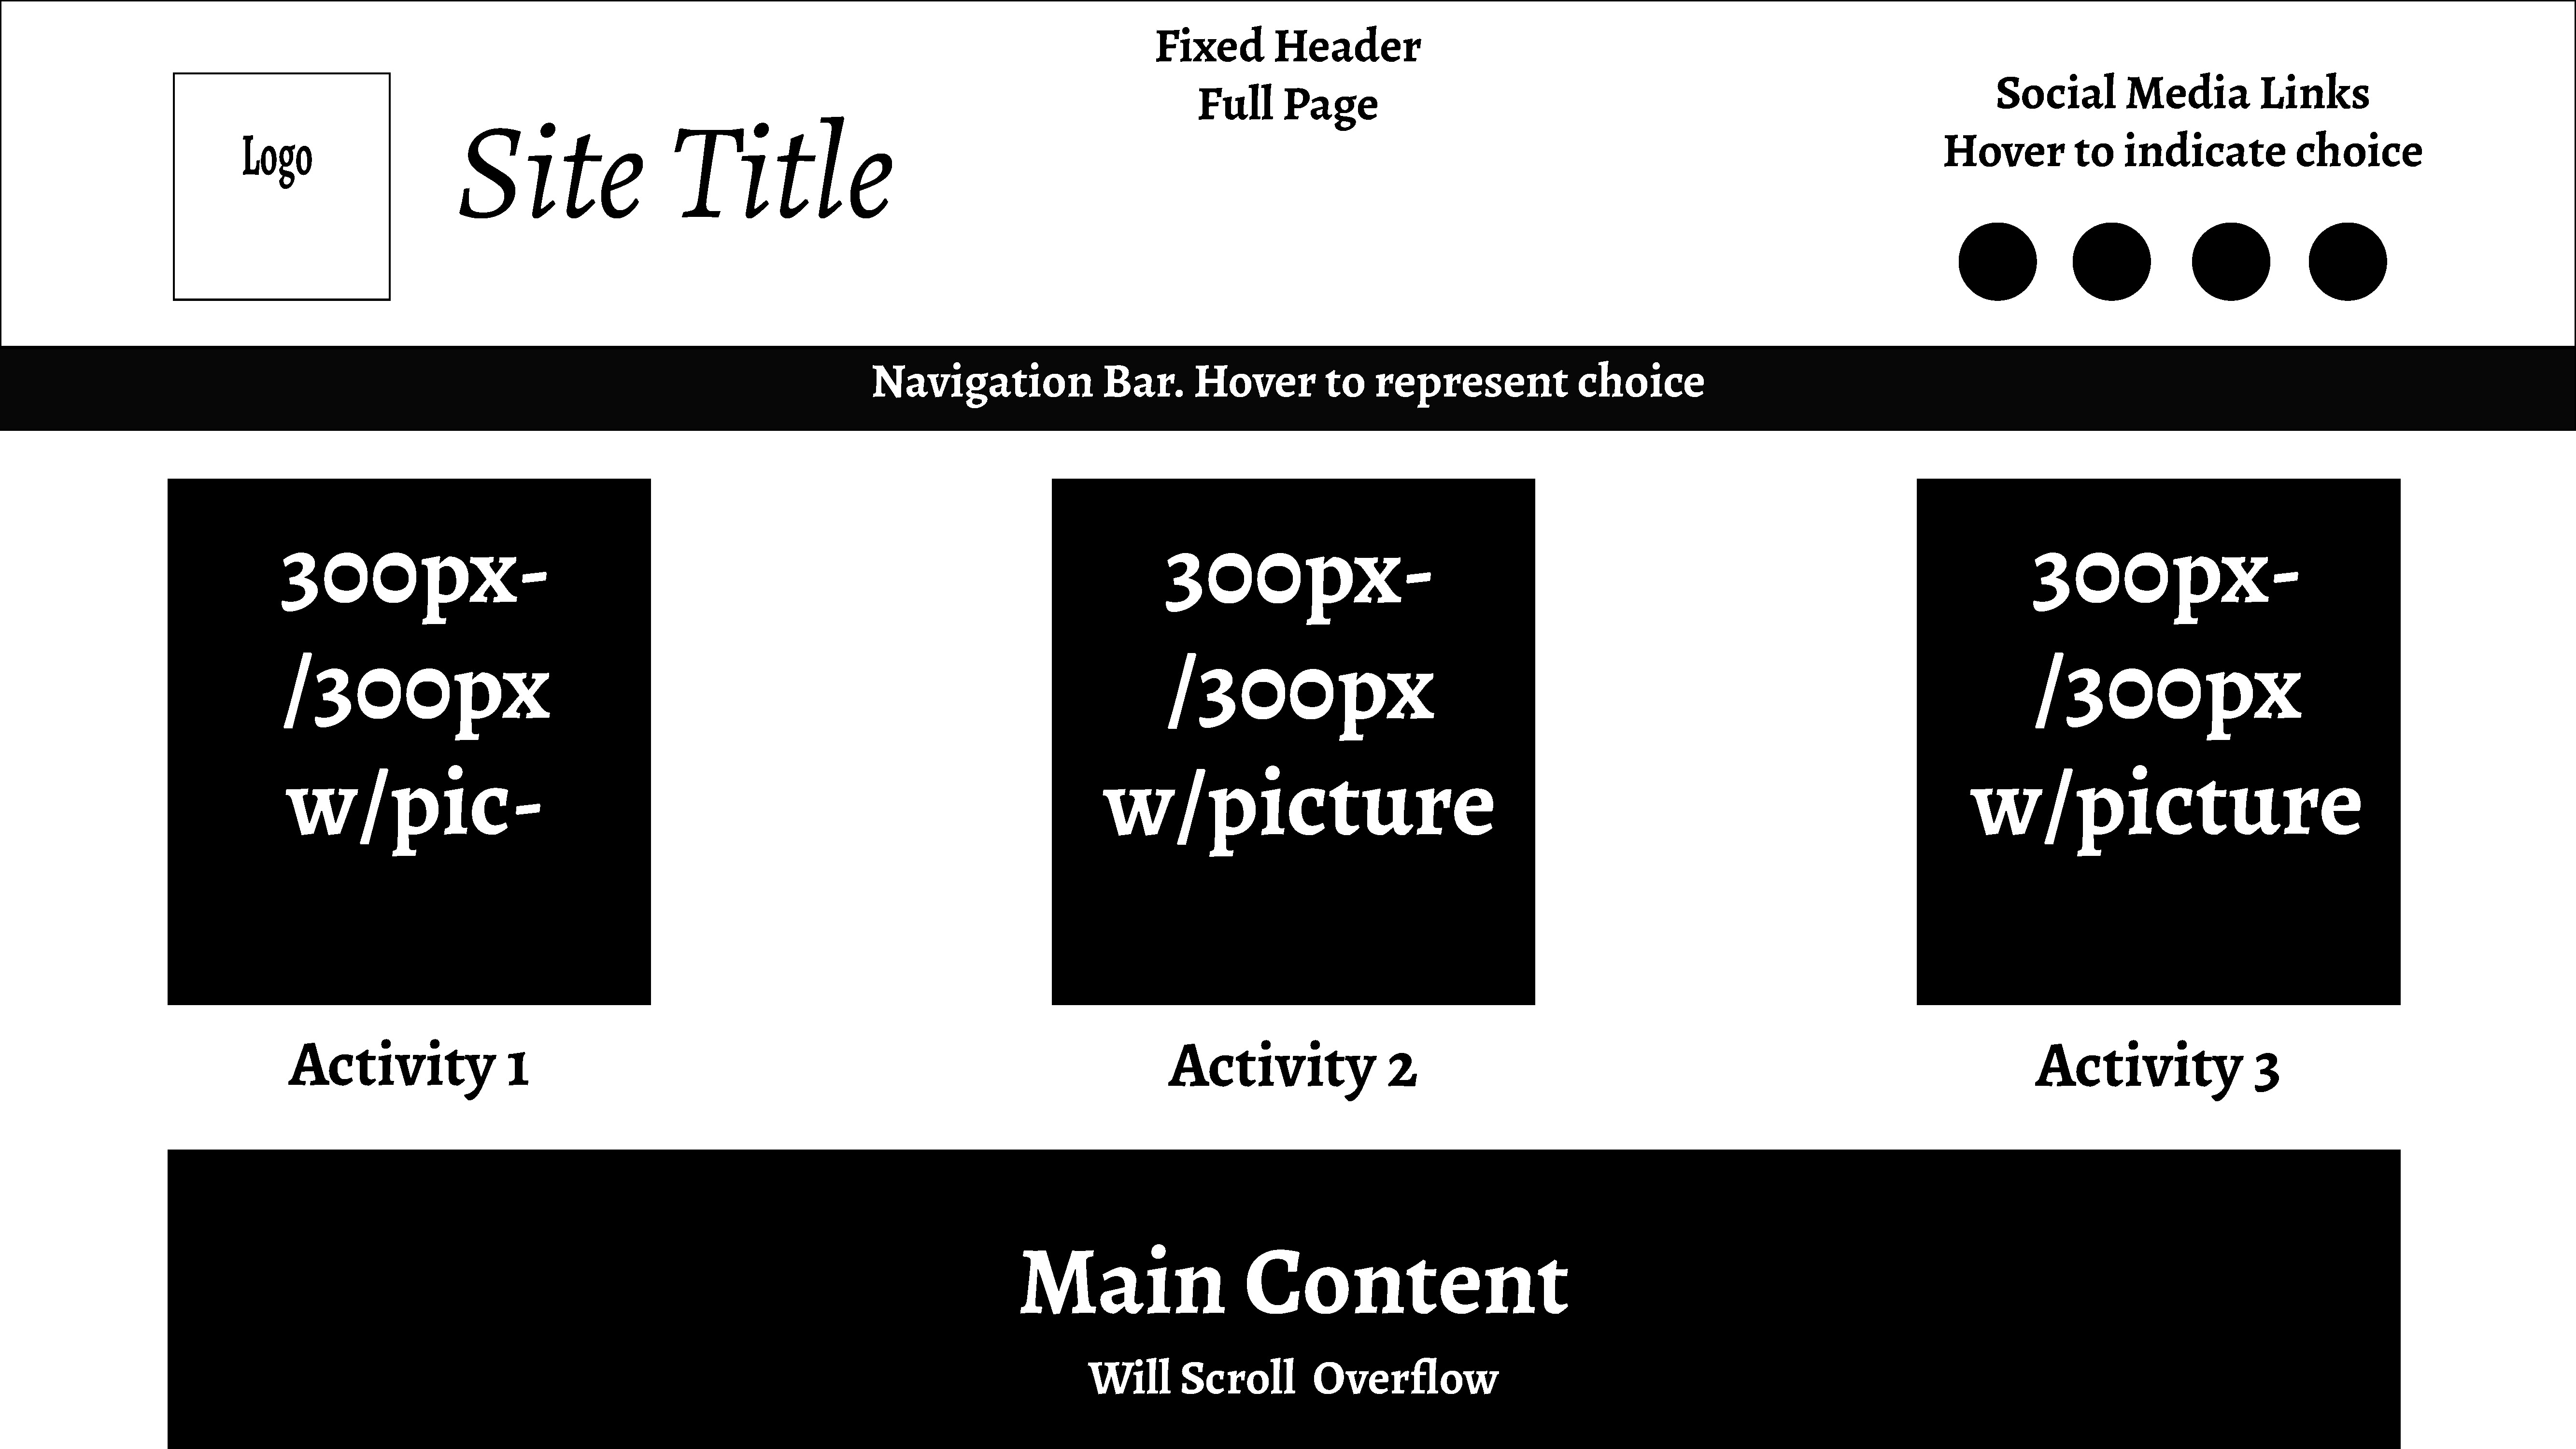 Fixed Header
Full Page
Logo
Site Title
Social Media Links
Hover to indicate choice
Navigation Bar. Hover to represent choice
300px-
/300px
w/pic-
300px-
/300px
w/picture
300px-
/300px
w/picture
Activity 1
Activity 2
Activity 3
Main Content
Will Scroll  Overflow